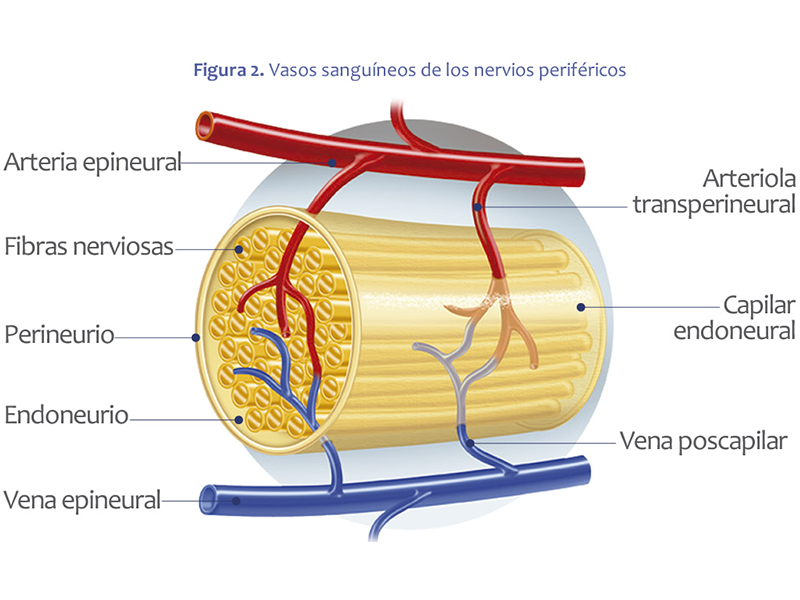 Figura 2. Vasos sanguíneos de los nervios periféricos
Arteria epineural
Arteriola
transperineural
Fibras nerviosas
Capilar
endoneural
Perineurio
Endoneurio
Vena poscapilar
Vena epineural